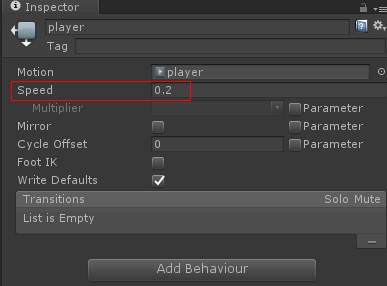 Inspector
player
Tag
Motion player
Speed 0.2
Multiplier Parameter
Mirror Parameter
Cycle Offset 0 Parameter
Foot IK
Write Defaults
Transitions Solo Mute
List is Empty
Add Behaviour